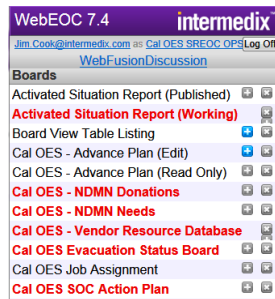 WebEOC 7.4 intermedix
Jim.Cook@intermedix.com as Cal OES SREOC OPS Log Off
WebFusionDiscussion
Boards
Activated Situation Report (Published)
Activated Situation Report (Working)
Board View Table Listing
Cal OES - Advance Plan (Edit)
Cal OES - Advance Plan (Read Only)
Cal OES - NDMN Donations
Cal OES - NDMN Needs
Cal OES - Vendor Resource Database
Cal OES Evacuation Status Board
Cal OES Job Assignment
Cal OES SOC Action Plan